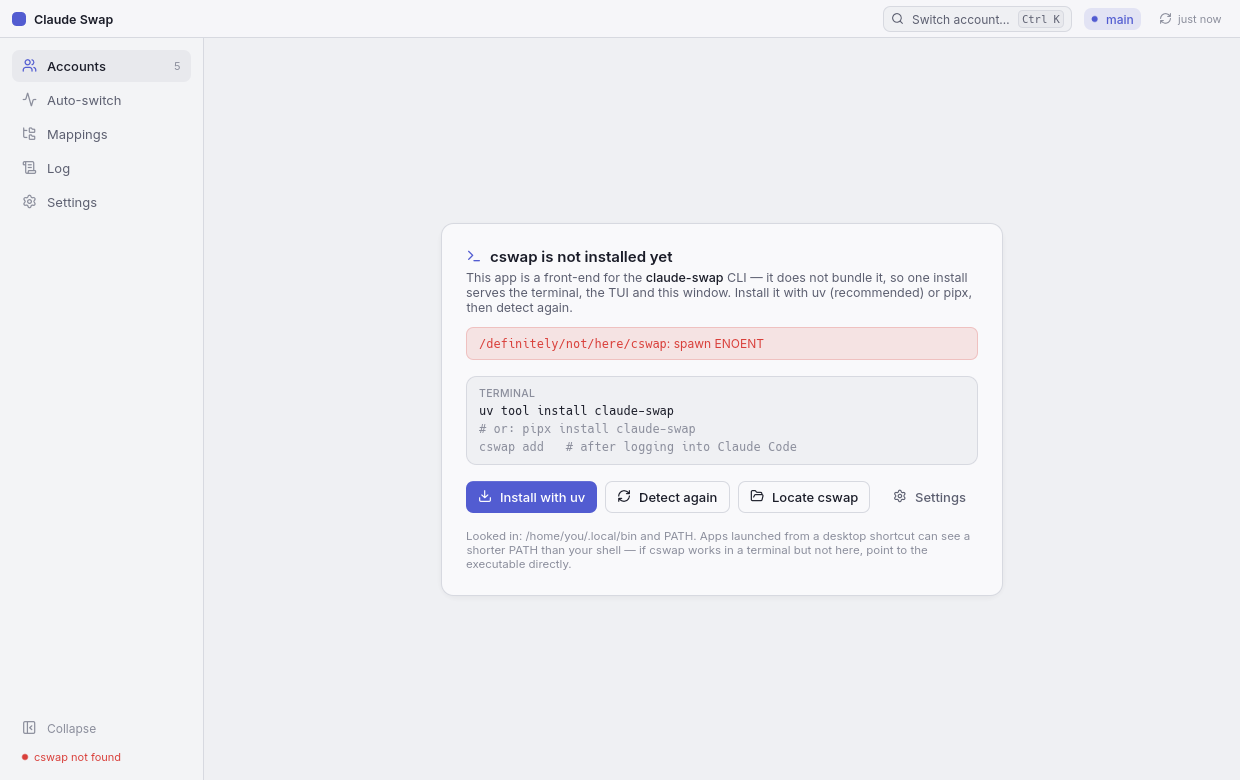 Claude Swap
Switch account... Ctrl K
main
just now
Accounts 5
Auto-switch
Mappings
Log
Settings
cswap is not installed yet
This app is a front-end for the claude-swap CLI — it does not bundle it, so one install
serves the terminal, the TUI and this window. Install it with uv (recommended) or pipx,
then detect again.
/definitely/not/here/cswap: spawn ENOENT
TERMINAL
uv tool install claude-swap
# or: pipx install claude-swap
cswap add   # after logging into Claude Code
Install with uv
Detect again
Locate cswap
Settings
Looked in: /home/you/.local/bin and PATH. Apps launched from a desktop shortcut can see a
shorter PATH than your shell — if cswap works in a terminal but not here, point to the
executable directly.
Collapse
cswap not found